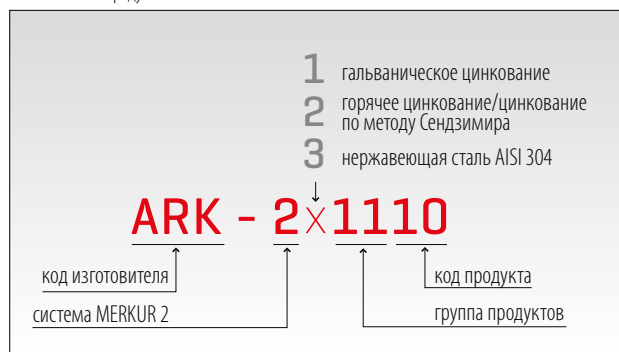 1 гальваническое цинкование
2 горячее цинкование/цинкование
по методу Сендзимира
3 нержавеющая сталь AISI 304
ARK - 2x1110
код изготовителя
код продукта
система MERKUR 2
группа продуктов